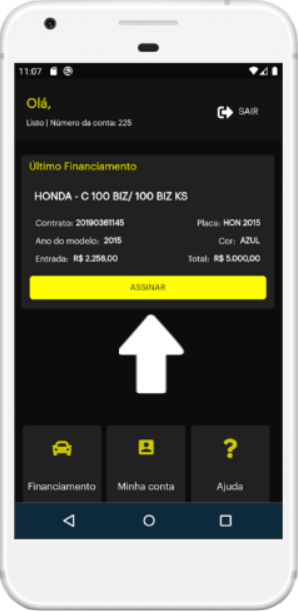 11:07
Olá,
Listo | Número da conta: 225
SAIR
Último Financiamento
HONDA - C 100 BIZ/ 100 BIZ KS
Contrato: 20190361145 Placa: HON 2015
Ano do modelo: 2015 Cor: AZUL
Entrada: R$ 2.258,00 Total: R$ 5.000,00
ASSINAR
Financiamento Minha conta Ajuda